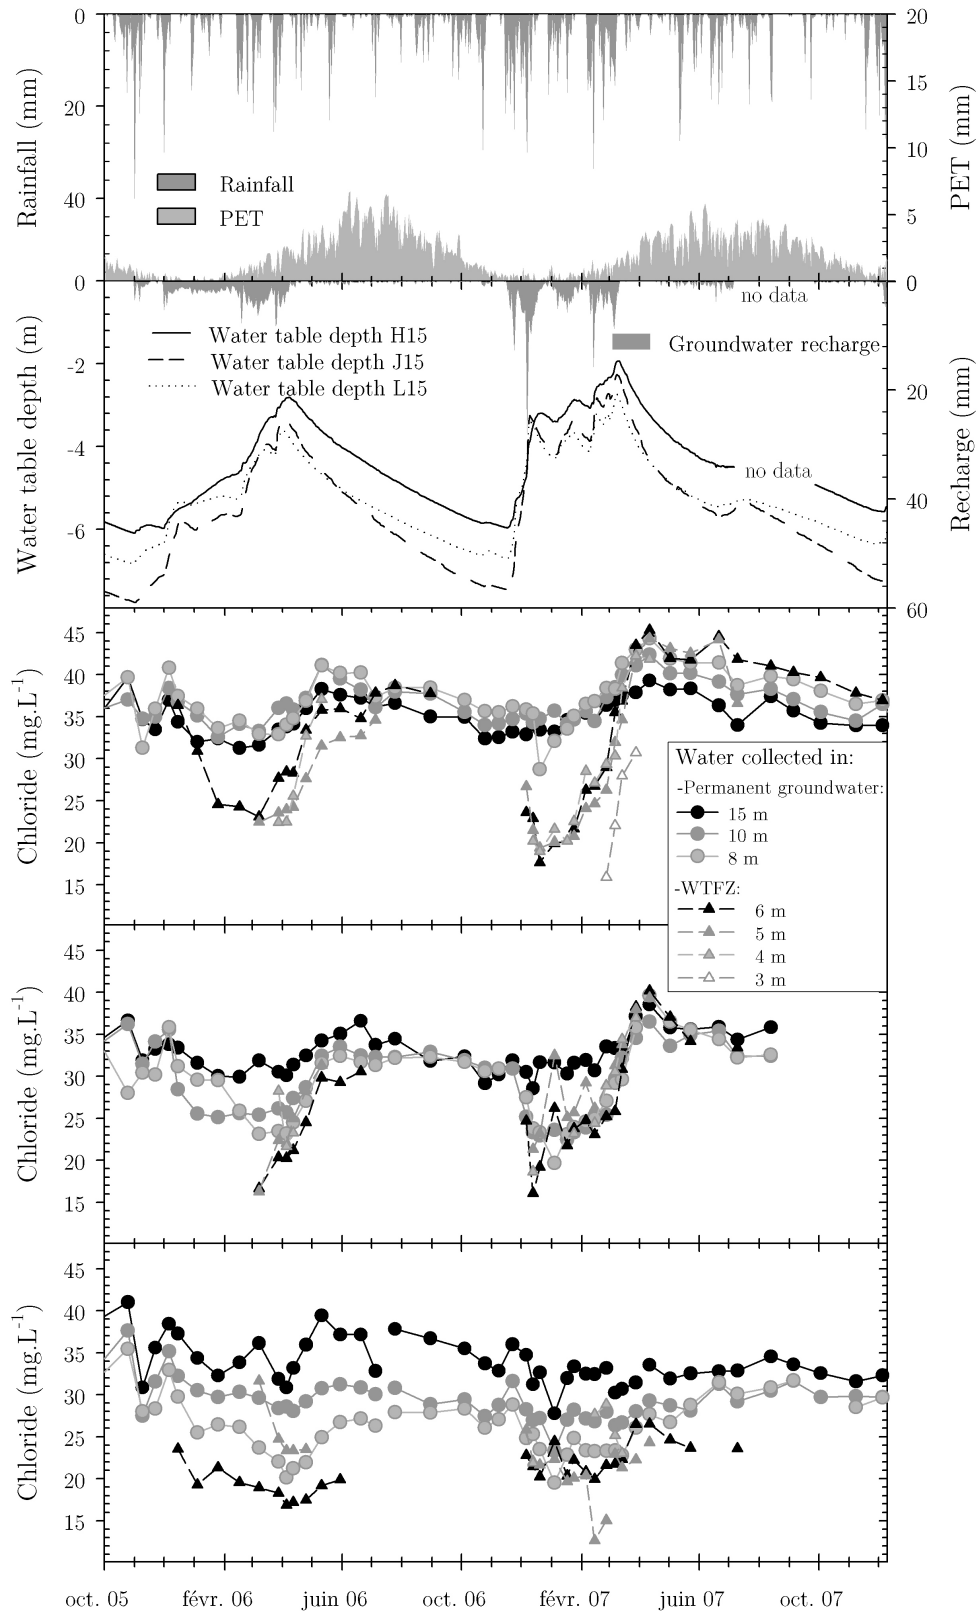 0
20
40
Rainfall (mm)
20
15
10
5
0
PET (mm)
Rainfall
PET
0
-2
-4
-6
Water table depth (m)
0
20
40
60
Recharge (mm)
no data
Water table depth H15
Water table depth J15
Water table depth L15
Groundwater recharge
no data
45
40
35
30
25
20
15
Chloride (mg.L-1)
Water collected in:
-Permanent groundwater:
15 m
10 m
8 m
-WTFZ:
6 m
5 m
4 m
3 m
45
40
35
30
25
20
15
Chloride (mg.L-1)
45
40
35
30
25
20
15
Chloride (mg.L-1)
oct. 05 févr. 06 juin 06 oct. 06 févr. 07 juin 07 oct. 07